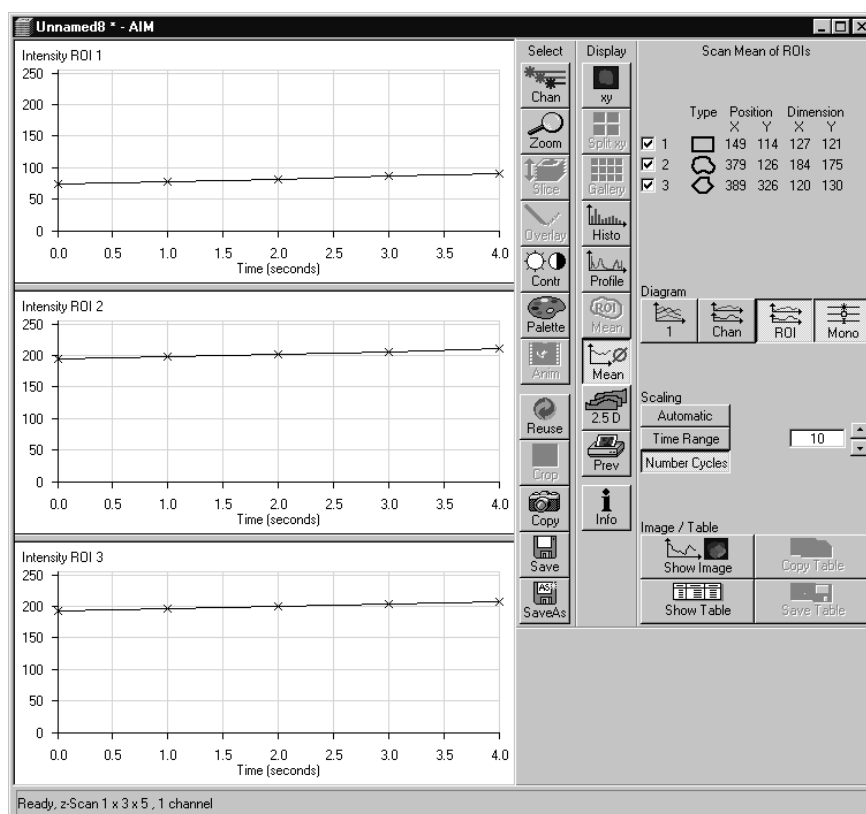 Unnamed8 * - AIM
Intensity ROI 1
250
200
150
100
50
0
0.0 0.5 1.0 1.5 2.0 2.5 3.0 3.5 4.0
Time (seconds)
Intensity ROI 2
250
200
150
100
50
0
0.0 0.5 1.0 1.5 2.0 2.5 3.0 3.5 4.0
Time (seconds)
Intensity ROI 3
250
200
150
100
50
0
0.0 0.5 1.0 1.5 2.0 2.5 3.0 3.5 4.0
Time (seconds)
Select
Chan
Zoom
Slice
Overlay
Contr
Palette
Anim
Reuse
Crop
Copy
Save
AS
SaveAs
Display
xy
Split xy
Gallery
Histo
Profile
ROI
Mean
Mean
2.5 D
Prev
Info
Scan Mean of ROIs
Type Position Dimension
X Y X Y
1 149 114 127 121
2 379 126 184 175
3 389 326 120 130
Diagram
1 Chan ROI Mono
Scaling
Automatic
Time Range 10
Number Cycles
Image / Table
Show Image Copy Table
Show Table Save Table
Ready, z-Scan 1 x 3 x 5 , 1 channel